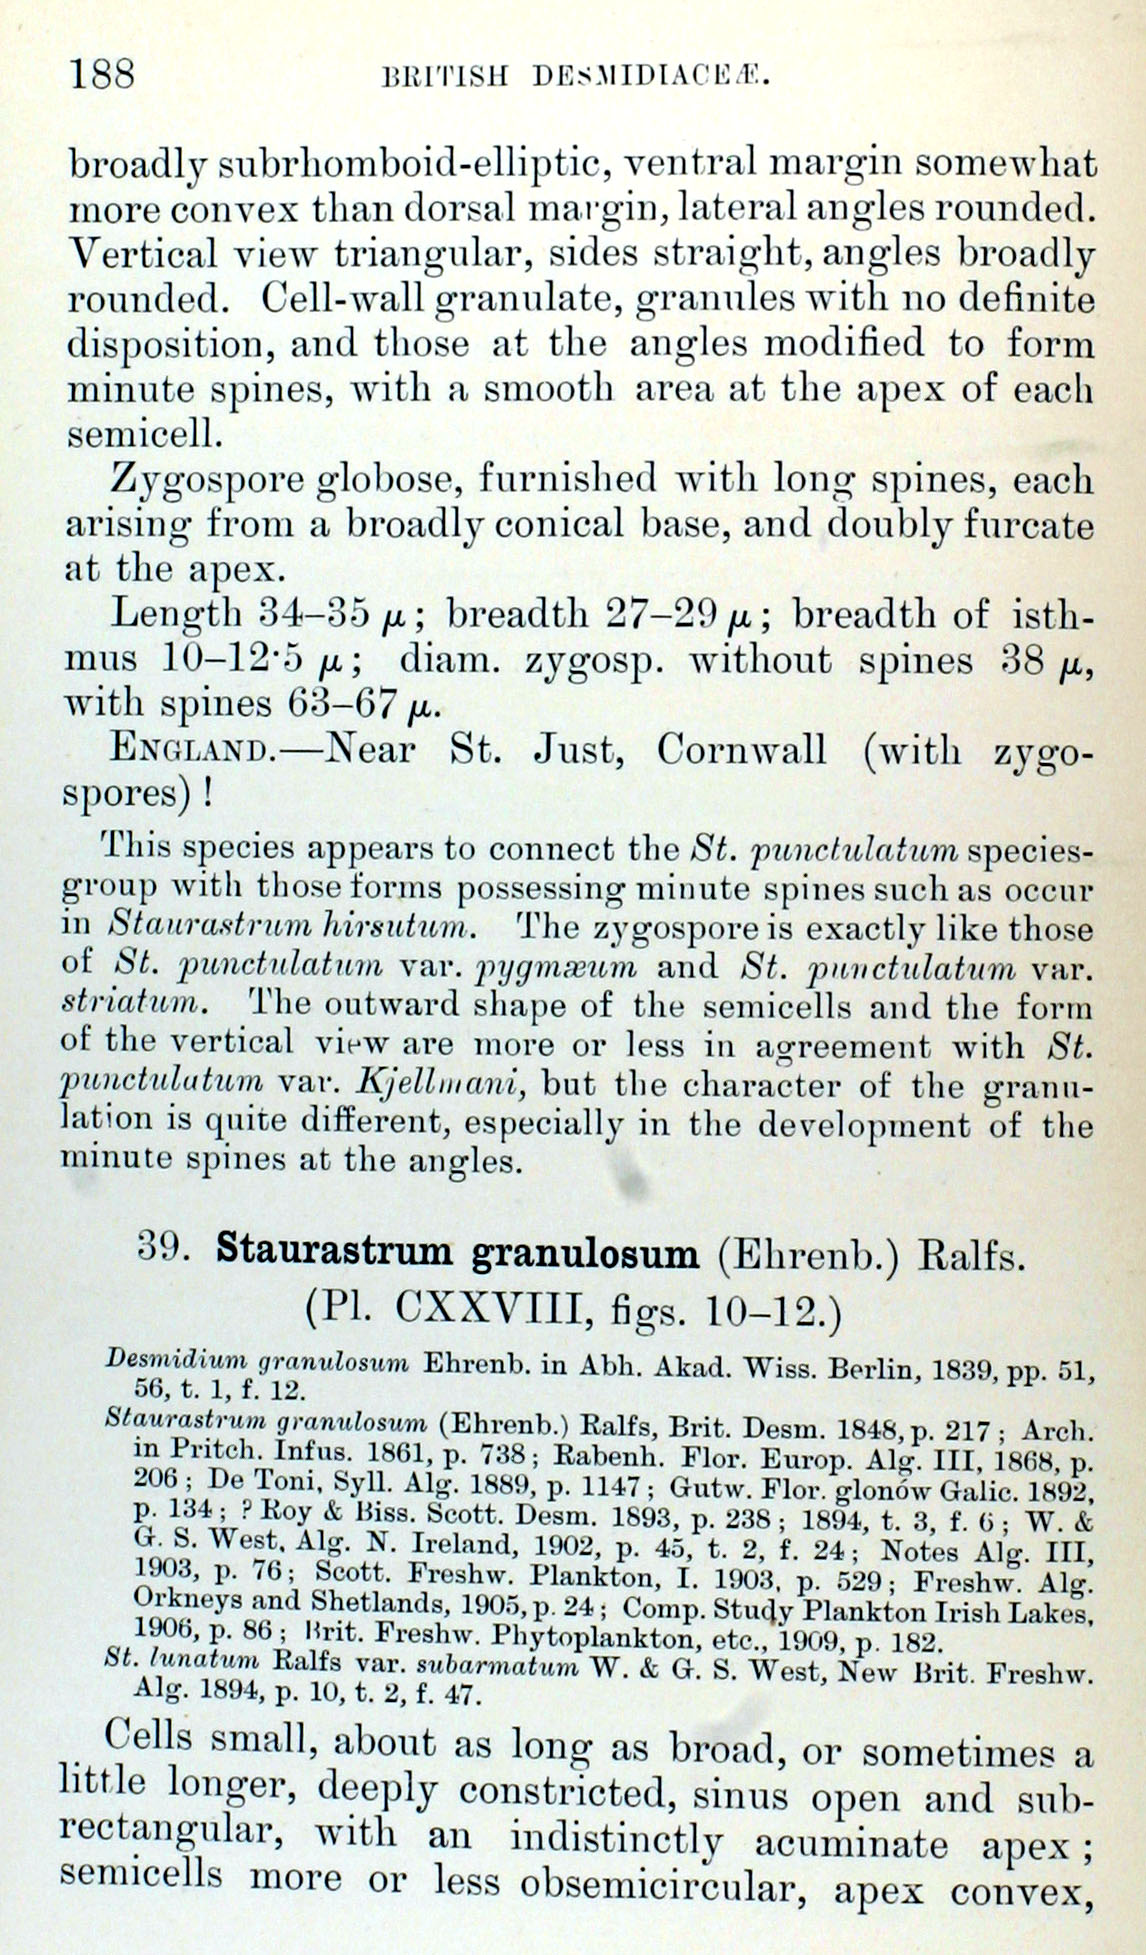 188 BRITISH DESMIDIACEÆ.
broadly subrhomboid-elliptic, ventral margin somewhat
more convex than dorsal margin, lateral angles rounded.
Vertical view triangular, sides straight, angles broadly
rounded. Cell-wall granulate, granules with no definite
disposition, and those at the angles modified to form
minute spines, with a smooth area at the apex of each
semicell.
Zygospore globose, furnished with long spines, each
arising from a broadly conical base, and doubly furcate
at the apex.
Length 34–35 μ; breadth 27–29 μ; breadth of isth-
mus 10–12·5 μ; diam. zygosp. without spines 38 μ,
with spines 63–67 μ.
ENGLAND.—Near St. Just, Cornwall (with zygo-
spores)!
This species appears to connect the St. punctulatum species-
group with those forms possessing minute spines such as occur
in Staurastrum hirsutum. The zygospore is exactly like those
of St. punctulatum var. pygmæum and St. punctulatum var.
striatum. The outward shape of the semicells and the form
of the vertical view are more or less in agreement with St.
punctulatum var. Kjellmani, but the character of the granu-
lation is quite different, especially in the development of the
minute spines at the angles.
39. Staurastrum granulosum (Ehrenb.) Ralfs.
(Pl. CXXVIII, figs. 10–12.)
Desmidium granulosum Ehrenb. in Abh. Akad. Wiss. Berlin, 1839, pp. 51,
56, t. 1, f. 12.
Staurastrum granulosum (Ehrenb.) Ralfs, Brit. Desm. 1848, p. 217; Arch.
in Pritch. Infus. 1861, p. 738; Rabenh. Flor. Europ. Alg. III, 1868, p.
206; De Toni, Syll. Alg. 1889, p. 1147; Gutw. Flor. glonów Galic. 1892,
p. 134; ? Roy & Biss. Scott. Desm. 1893, p. 238; 1894, t. 3, f. 6; W. &
G. S. West, Alg. N. Ireland, 1902, p. 45, t. 2, f. 24; Notes Alg. III,
1903, p. 76; Scott. Freshw. Plankton, I. 1903, p. 529; Freshw. Alg.
Orkneys and Shetlands, 1905, p. 24; Comp. Study Plankton Irish Lakes,
1906, p. 86; Brit. Freshw. Phytoplankton, etc., 1909, p. 182.
St. lunatum Ralfs var. subarmatum W. & G. S. West, New Brit. Freshw.
Alg. 1894, p. 10, t. 2, f. 47.
Cells small, about as long as broad, or sometimes a
little longer, deeply constricted, sinus open and sub-
rectangular, with an indistinctly acuminate apex;
semicells more or less obsemicircular, apex convex,